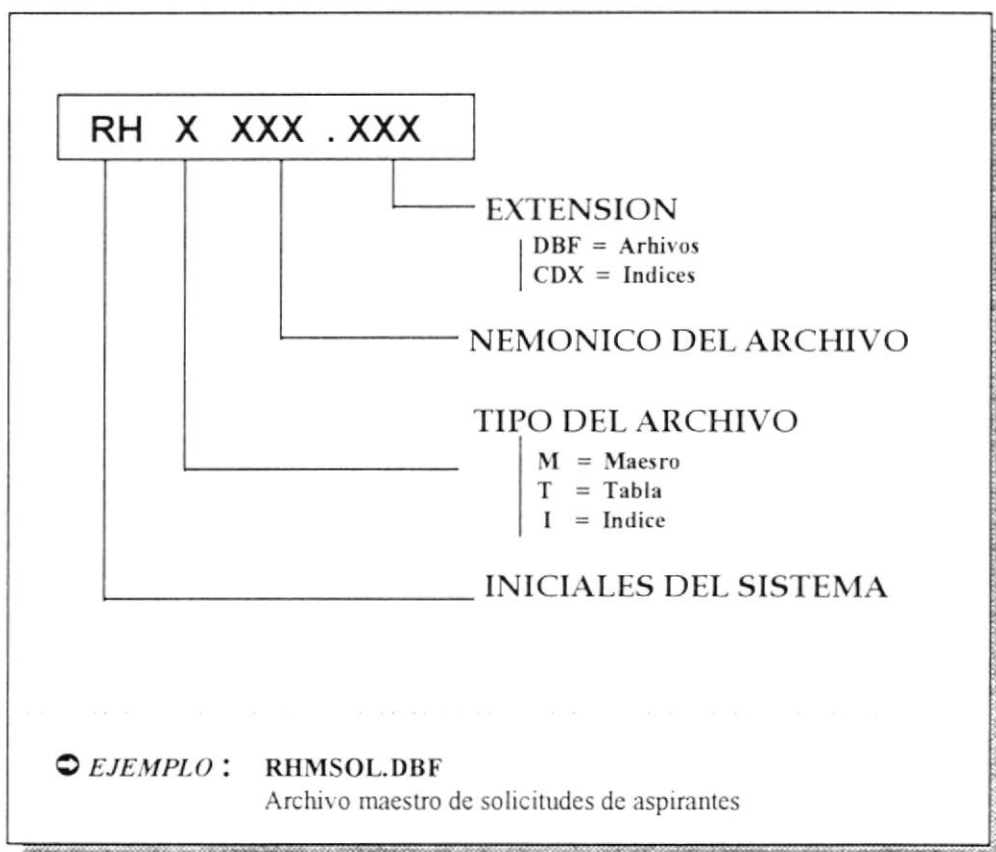 RH X XXX . XXX
EXTENSION
DBF = Arhivos
CDX = Indices
NEMONICO DEL ARCHIVO
TIPO DEL ARCHIVO
M = Maesro
T = Tabla
I = Indice
INICIALES DEL SISTEMA
➲ EJEMPLO : RHMSOL.DBF
Archivo maestro de solicitudes de aspirantes